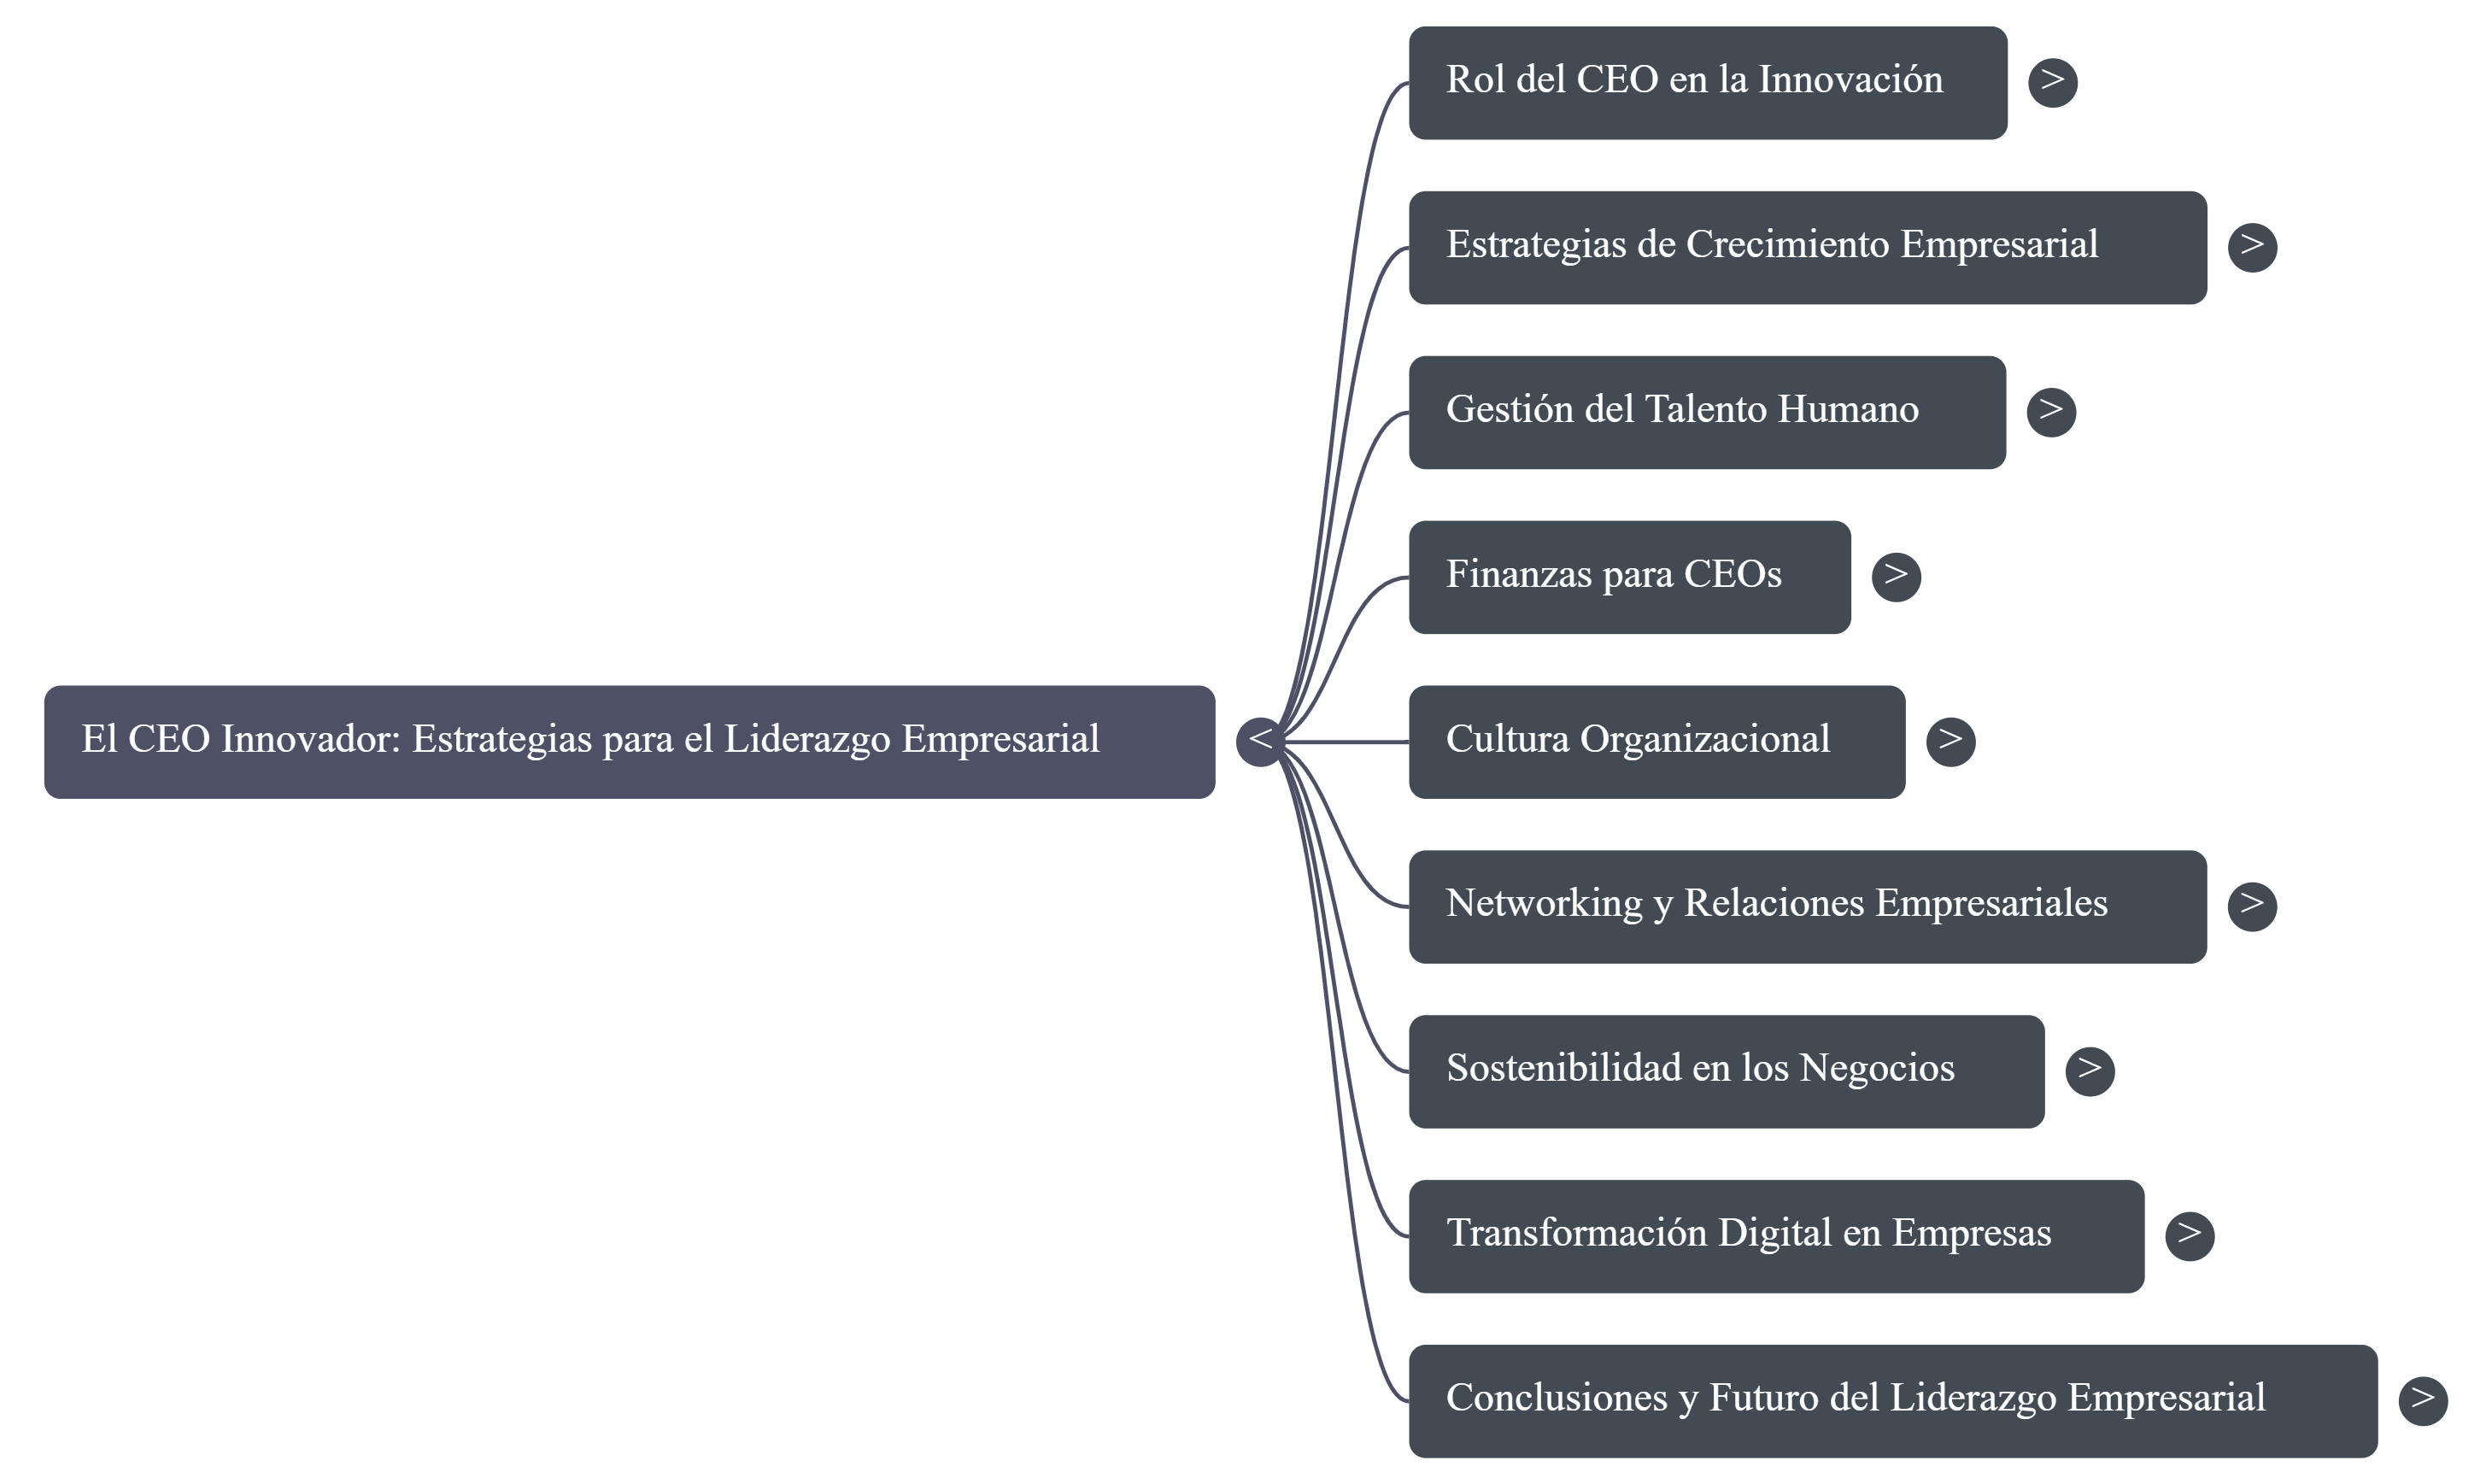 Rol del CEO en la Innovación >
Estrategias de Crecimiento Empresarial >
Gestión del Talento Humano >
Finanzas para CEOs >
El CEO Innovador: Estrategias para el Liderazgo Empresarial <
Cultura Organizacional >
Networking y Relaciones Empresariales >
Sostenibilidad en los Negocios >
Transformación Digital en Empresas >
Conclusiones y Futuro del Liderazgo Empresarial >